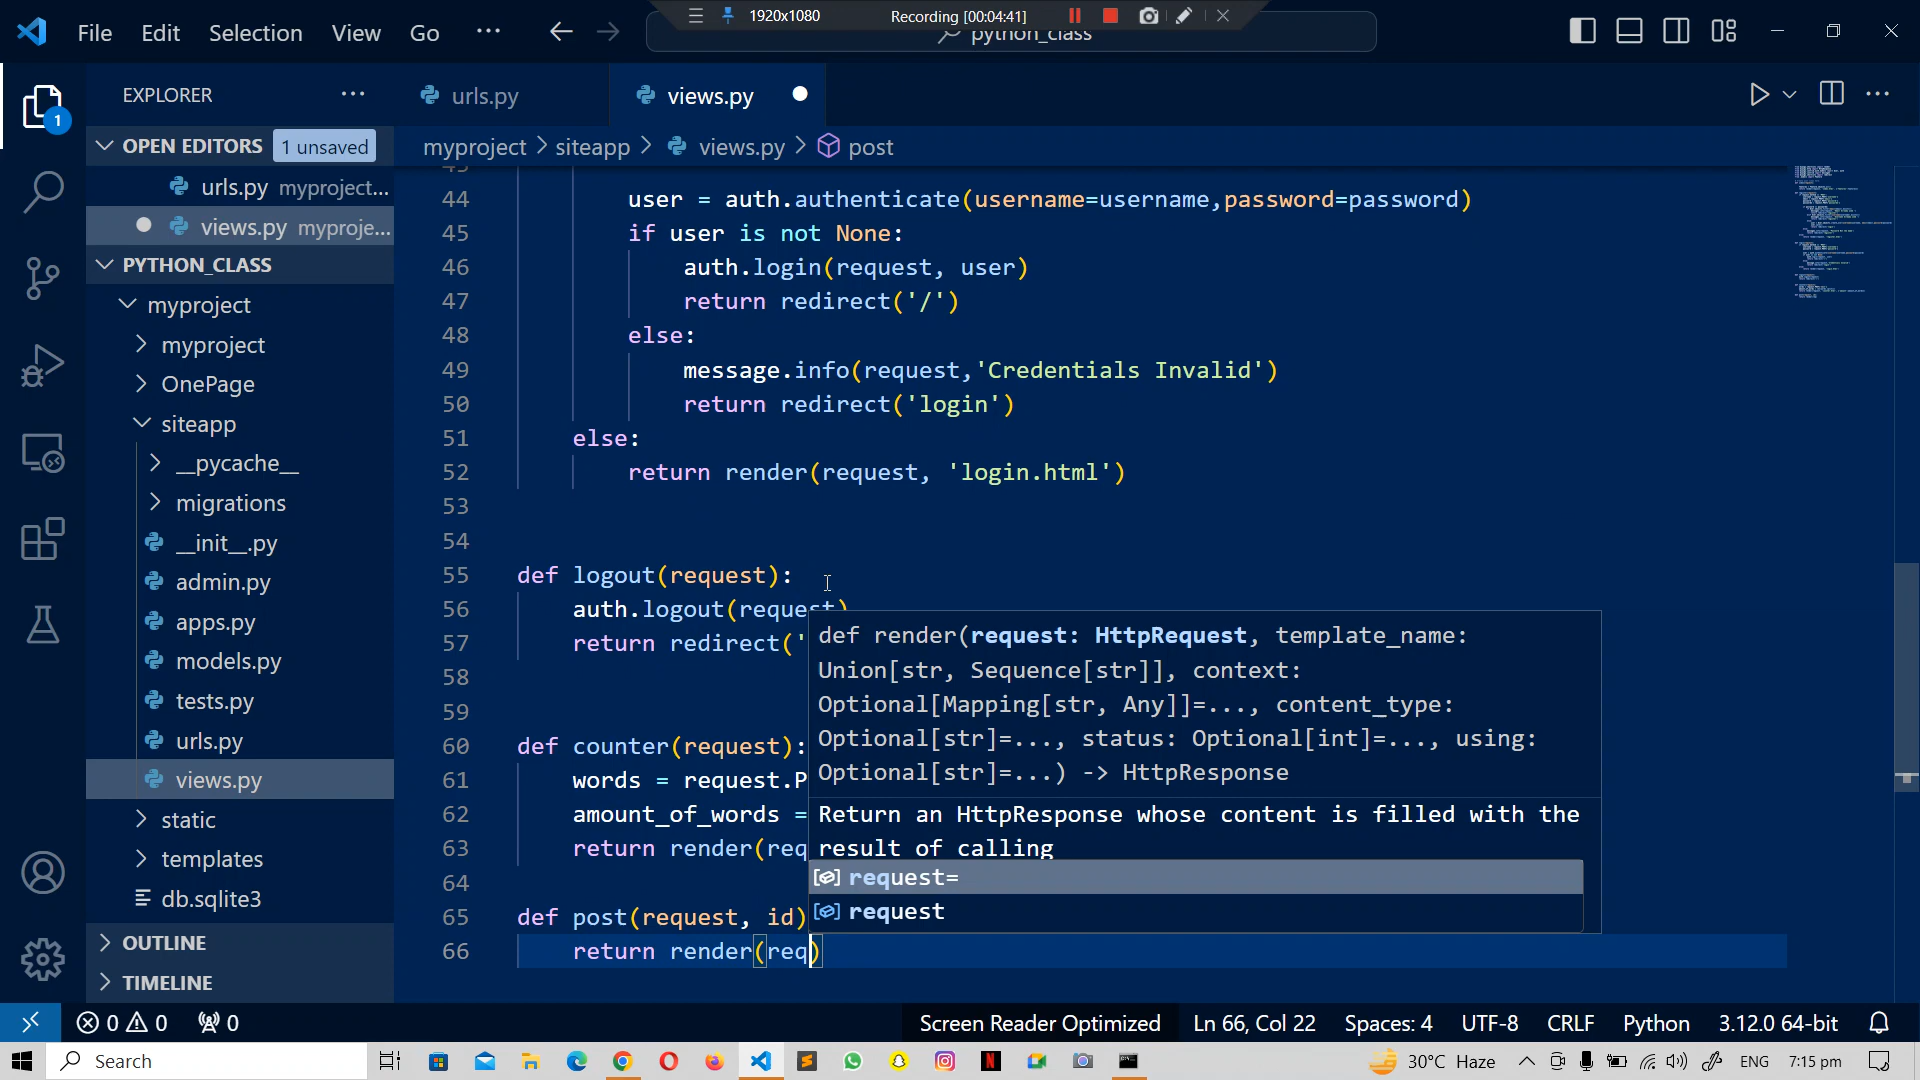 File Edit Selection View Go ...
1920x1080
Recording [00:04:41]
python_class
EXPLORER
urls.py
views.py
OPEN EDITORS 1 unsaved
myproject > siteapp > views.py > post
urls.py myproject...
views.py myproje...
PYTHON_CLASS
myproject
myproject
OnePage
siteapp
__pycache__
migrations
__init__.py
admin.py
apps.py
models.py
tests.py
urls.py
views.py
static
templates
db.sqlite3
OUTLINE
TIMELINE
1
44 user = auth.authenticate(username=username,password=password)
45 if user is not None:
46 auth.login(request, user)
47 return redirect('/')
48 else:
49 message.info(request,'Credentials Invalid')
50 return redirect('login')
51 else:
52 return render(request, 'login.html')
53
54
55 def logout(request):
56 auth.logout(request)
57 return redirect('
58
59
60 def counter(request):
61 words = request.P
62 amount_of_words =
63 return render(req
64
65 def post(request, id)
66 return render(req)
def render(request: HttpRequest, template_name:
Union[str, Sequence[str]], context:
Optional[Mapping[str, Any]]=..., content_type:
Optional[str]=..., status: Optional[int]=..., using:
Optional[str]=...) -> HttpResponse
Return an HttpResponse whose content is filled with the
result of calling
request=
request
0 0 0
Screen Reader Optimized Ln 66, Col 22 Spaces: 4 UTF-8 CRLF Python 3.12.0 64-bit
Search
30°C Haze ENG 7:15 pm